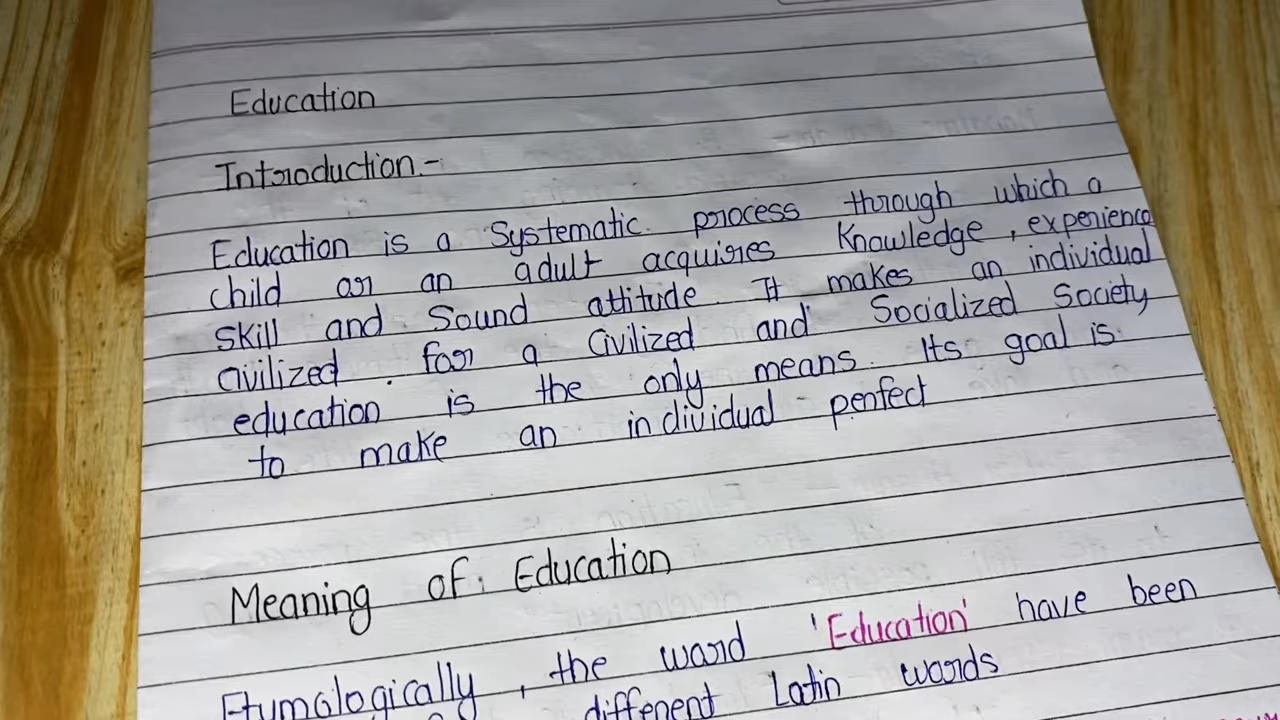 Education
Introduction:-
Education is a Systematic process through which a
child or an adult acquires Knowledge, experience
skill and Sound attitude. It makes an individual
civilized. for a Civilized and Socialized Society
education is the only means. Its goal is
to make an individual perfect
Meaning of Education
Etymologically, the word 'Education' have been
different Latin words